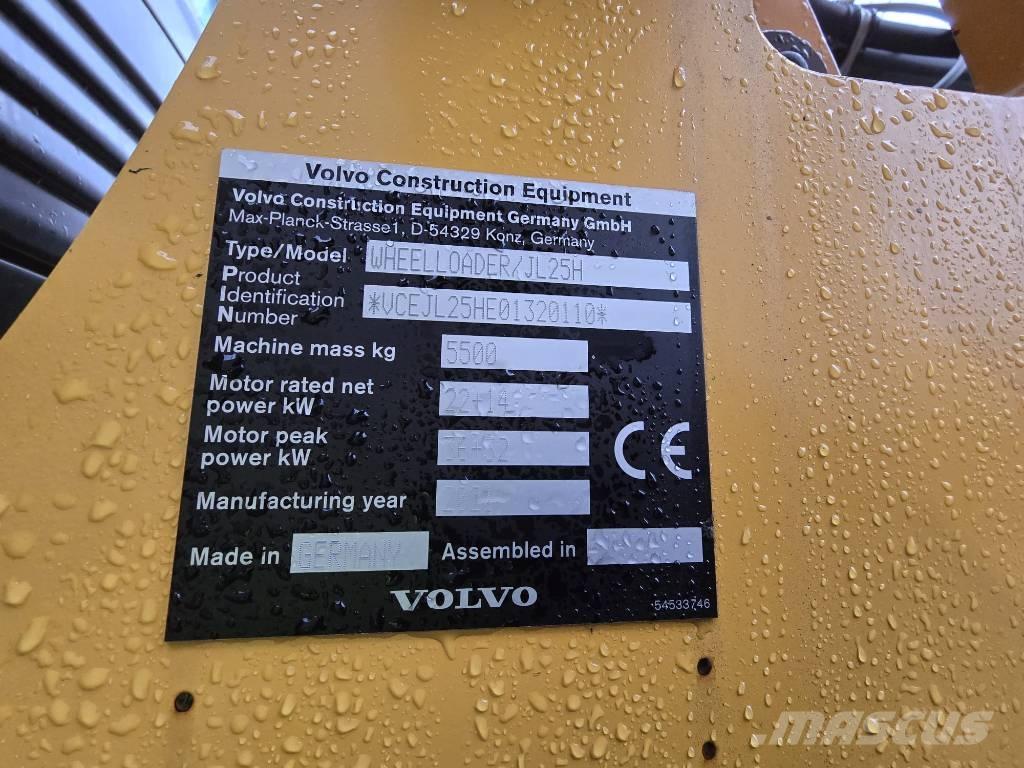 Volvo Construction Equipment
Volvo Construction Equipment Germany GmbH
Max-Planck-Strasse1, D-54329 Konz, Germany
Type/Model WHEELLOADER/JL25H
Product
Identification *VCEJL25HE01320110*
Number
Machine mass kg 5500
Motor rated net
power kW 22+14
Motor peak
power kW
Manufacturing year
Made in GERMANY Assembled in
CE
VOLVO
54533746
MASCUS